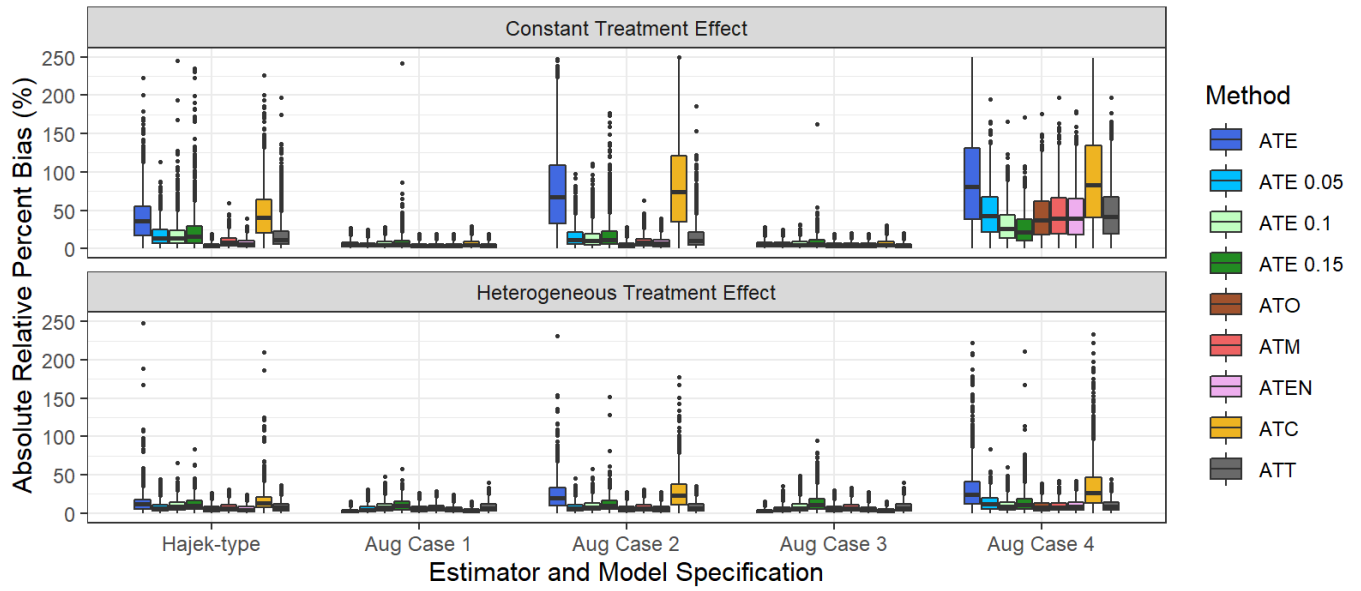 Constant Treatment Effect
250
200
150
100
50
0
Heterogeneous Treatment Effect
250
200
150
100
50
0
Absolute Relative Percent Bias (%)
Hajek-type
Aug Case 1
Aug Case 2
Aug Case 3
Aug Case 4
Estimator and Model Specification
Method
ATE
ATE 0.05
ATE 0.1
ATE 0.15
ATO
ATM
ATEN
ATC
ATT